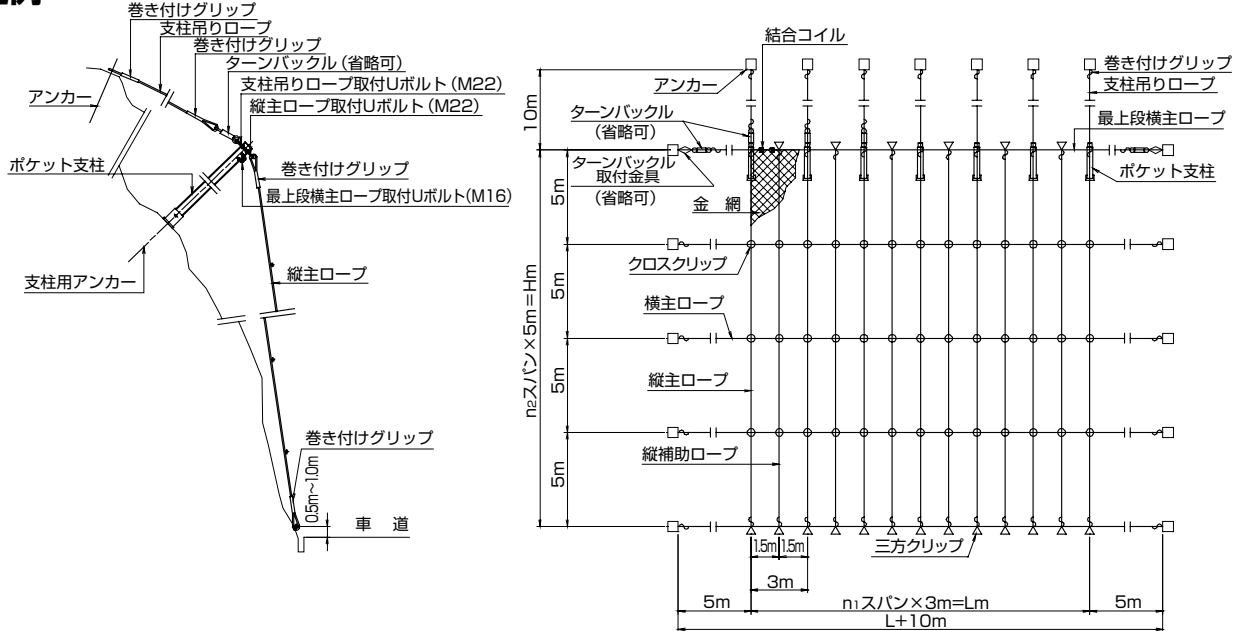 巻き付けグリップ
支柱吊りロープ
巻き付けグリップ
ターンバックル(省略可)
支柱吊りロープ取付Uボルト(M22)
縦主ロープ取付Uボルト(M22)
アンカー
ポケット支柱
巻き付けグリップ
最上段横主ロープ取付Uボルト(M16)
支柱用アンカー
縦主ロープ
巻き付けグリップ
0.5m~1.0m
車 道
結合コイル
アンカー
巻き付けグリップ
支柱吊りロープ
10m
ターンバックル
(省略可)
最上段横主ロープ
ターンバックル
取付金具
(省略可)
ポケット支柱
金 網
5m
クロスクリップ
n2スパン×5m=Hm
5m
横主ロープ
縦主ロープ
5m
縦補助ロープ
5m
三方クリップ
1.5m 1.5m
3m
5m
n1スパン×3m=Lm
5m
L+10m